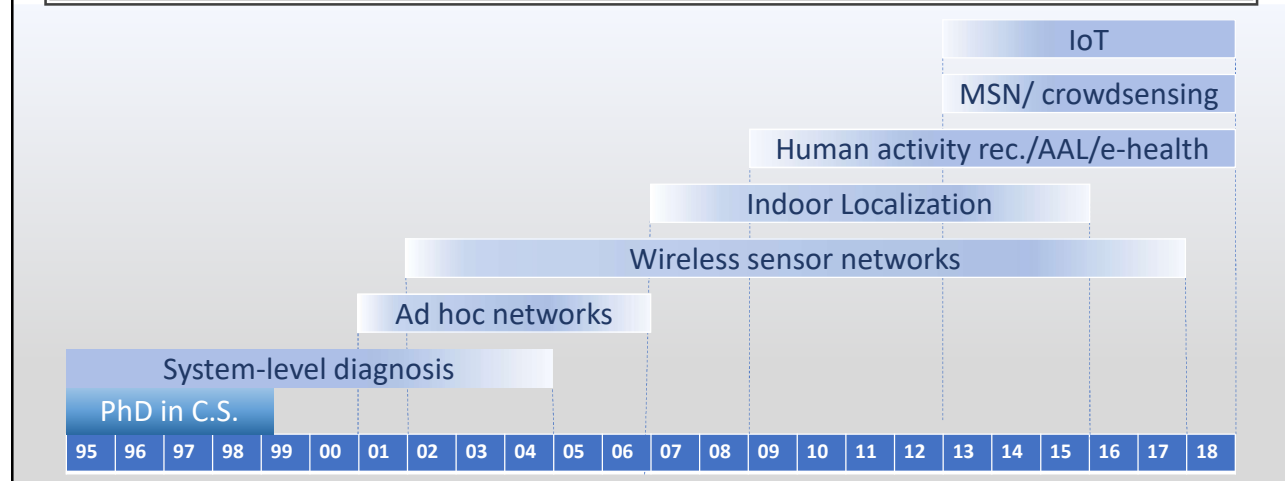 IoT
MSN/ crowdsensing
Human activity rec./AAL/e-health
Indoor Localization
Wireless sensor networks
Ad hoc networks
System-level diagnosis
PhD in C.S.
95 96 97 98 99 00 01 02 03 04 05 06 07 08 09 10 11 12 13 14 15 16 17 18